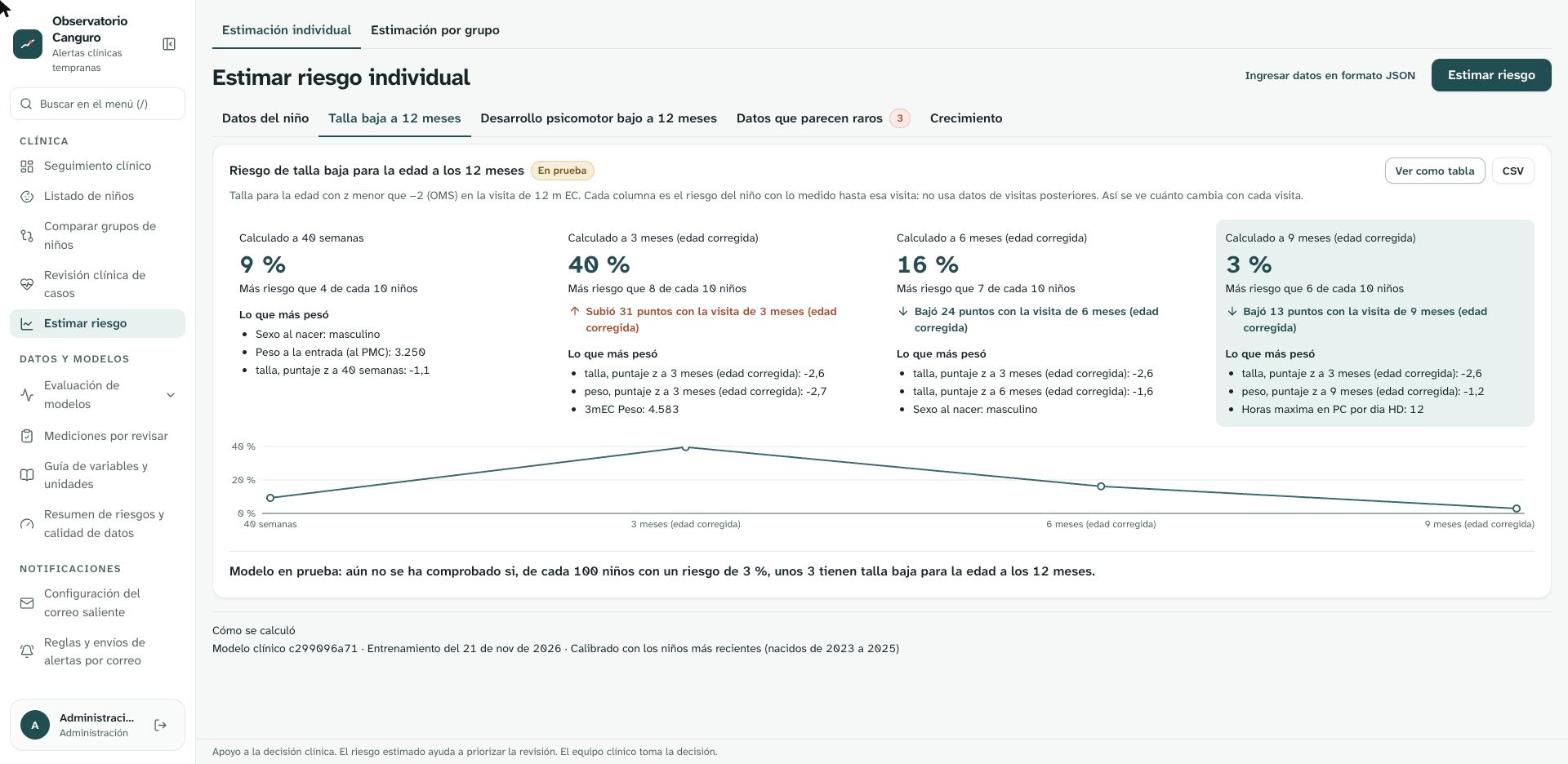 Observatorio
Canguro
Alertas clínicas
tempranas
Buscar en el menú (/)
CLÍNICA
Seguimiento clínico
Listado de niños
Comparar grupos de
niños
Revisión clínica de
casos
Estimar riesgo
DATOS Y MODELOS
Evaluación de
modelos
Mediciones por revisar
Guía de variables y
unidades
Resumen de riesgos y
calidad de datos
NOTIFICACIONES
Configuración del
correo saliente
Reglas y envíos de
alertas por correo
A
Administraci...
Administración
Estimación individual
Estimación por grupo
Estimar riesgo individual
Ingresar datos en formato JSON
Estimar riesgo
Datos del niño
Talla baja a 12 meses
Desarrollo psicomotor bajo a 12 meses
Datos que parecen raros 3
Crecimiento
Riesgo de talla baja para la edad a los 12 meses En prueba
Ver como tabla
CSV
Talla para la edad con z menor que −2 (OMS) en la visita de 12 m EC. Cada columna es el riesgo del niño con lo medido hasta esa visita: no usa datos de visitas posteriores. Así se ve cuánto cambia con cada visita.
Calculado a 40 semanas
9 %
Más riesgo que 4 de cada 10 niños
Lo que más pesó
• Sexo al nacer: masculino
• Peso a la entrada (al PMC): 3.250
• talla, puntaje z a 40 semanas: -1,1
Calculado a 3 meses (edad corregida)
40 %
Más riesgo que 8 de cada 10 niños
↑ Subió 31 puntos con la visita de 3 meses (edad
corregida)
Lo que más pesó
• talla, puntaje z a 3 meses (edad corregida): -2,6
• peso, puntaje z a 3 meses (edad corregida): -2,7
• 3mEC Peso: 4.583
Calculado a 6 meses (edad corregida)
16 %
Más riesgo que 7 de cada 10 niños
↓ Bajó 24 puntos con la visita de 6 meses (edad
corregida)
Lo que más pesó
• talla, puntaje z a 3 meses (edad corregida): -2,6
• talla, puntaje z a 6 meses (edad corregida): -1,6
• Sexo al nacer: masculino
Calculado a 9 meses (edad corregida)
3 %
Más riesgo que 6 de cada 10 niños
↓ Bajó 13 puntos con la visita de 9 meses (edad
corregida)
Lo que más pesó
• talla, puntaje z a 3 meses (edad corregida): -2,6
• peso, puntaje z a 9 meses (edad corregida): -1,2
• Horas maxima en PC por dia HD: 12
40 %
20 %
0 %
40 semanas
3 meses (edad corregida)
6 meses (edad corregida)
9 meses (edad corregida)
Modelo en prueba: aún no se ha comprobado si, de cada 100 niños con un riesgo de 3 %, unos 3 tienen talla baja para la edad a los 12 meses.
Cómo se calculó
Modelo clínico c299096a71 · Entrenamiento del 21 de nov de 2026 · Calibrado con los niños más recientes (nacidos de 2023 a 2025)
Apoyo a la decisión clínica. El riesgo estimado ayuda a priorizar la revisión. El equipo clínico toma la decisión.